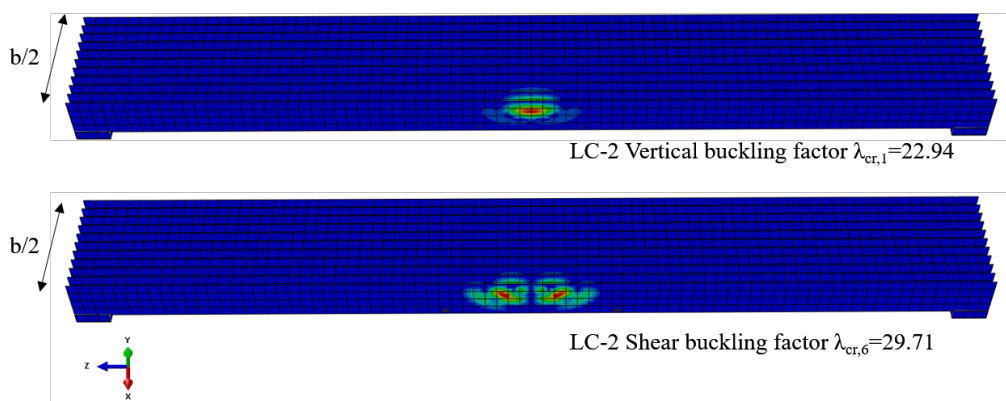 b/2
LC-2 Vertical buckling factor λcr,1=22.94
b/2
LC-2 Shear buckling factor λcr,6=29.71
Y
Z
X